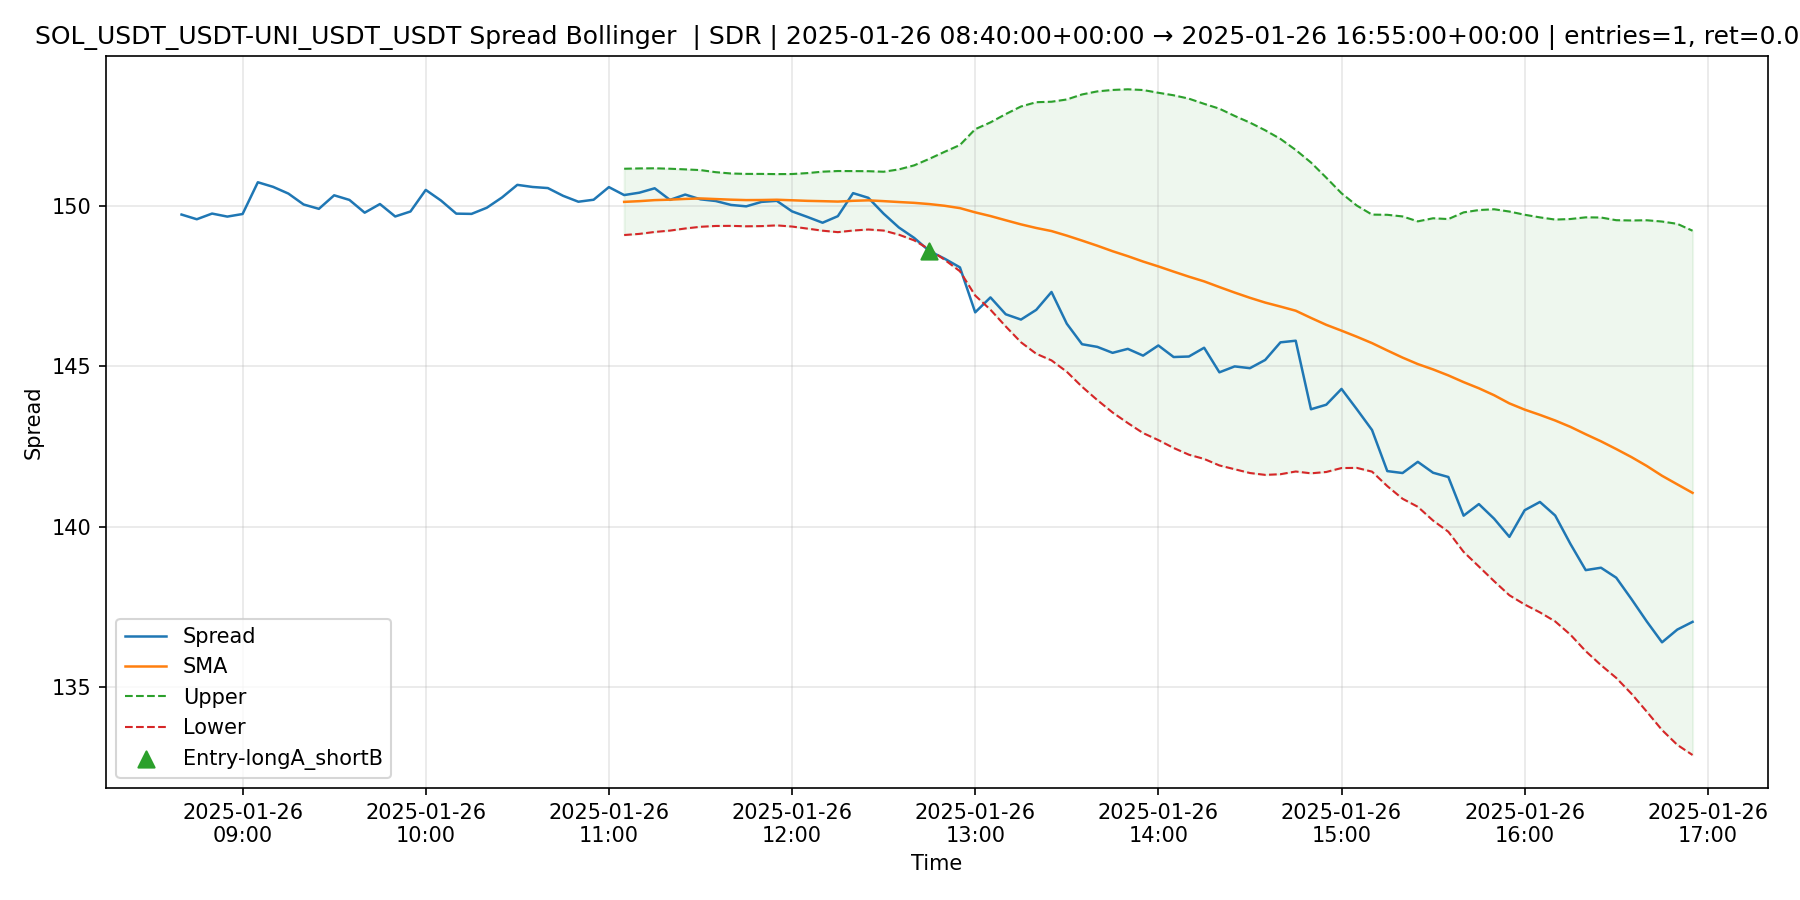 SOL_USDT_USDT-UNI_USDT_USDT Spread Bollinger | SDR | 2025-01-26 08:40:00+00:00 → 2025-01-26 16:55:00+00:00 | entries=1, ret=0.0
Spread
150
145
140
135
Spread
SMA
Upper
Lower
Entry-longA_shortB
2025-01-26 2025-01-26 2025-01-26 2025-01-26 2025-01-26 2025-01-26 2025-01-26 2025-01-26 2025-01-26
09:00 10:00 11:00 12:00 13:00 14:00 15:00 16:00 17:00
Time